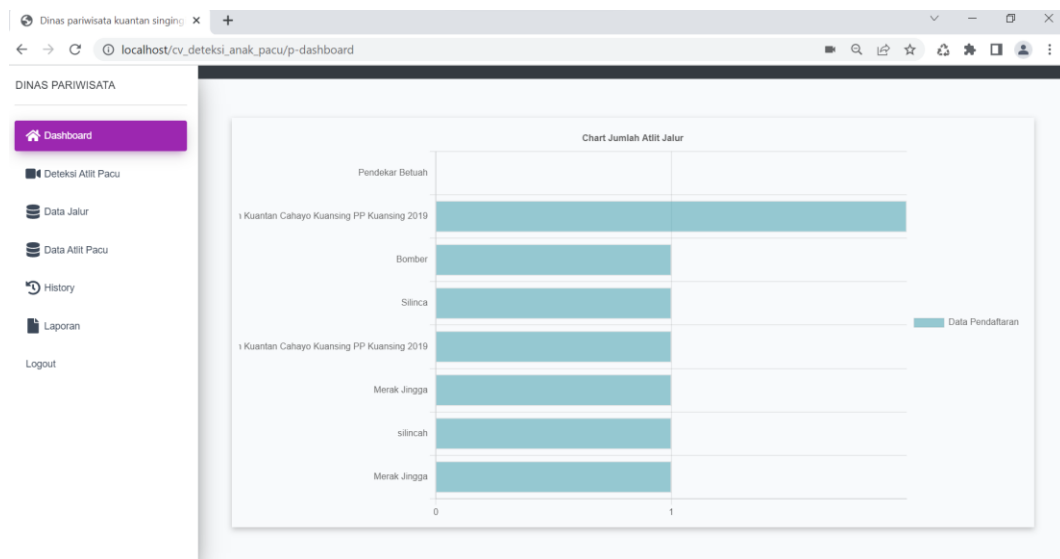 Dinas pariwisata kuantan singing
localhost/cv_deteksi_anak_pacu/p-dashboard
DINAS PARIWISATA
Dashboard
Deteksi Atlit Pacu
Data Jalur
Data Atlit Pacu
History
Laporan
Logout
Chart Jumlah Atlit Jalur
Pendekar Betuah
Kuantan Cahayo Kuansing PP Kuansing 2019
Bomber
Silinca
Kuantan Cahayo Kuansing PP Kuansing 2019
Merak Jingga
silincah
Merak Jingga
0 1
Data Pendaftaran